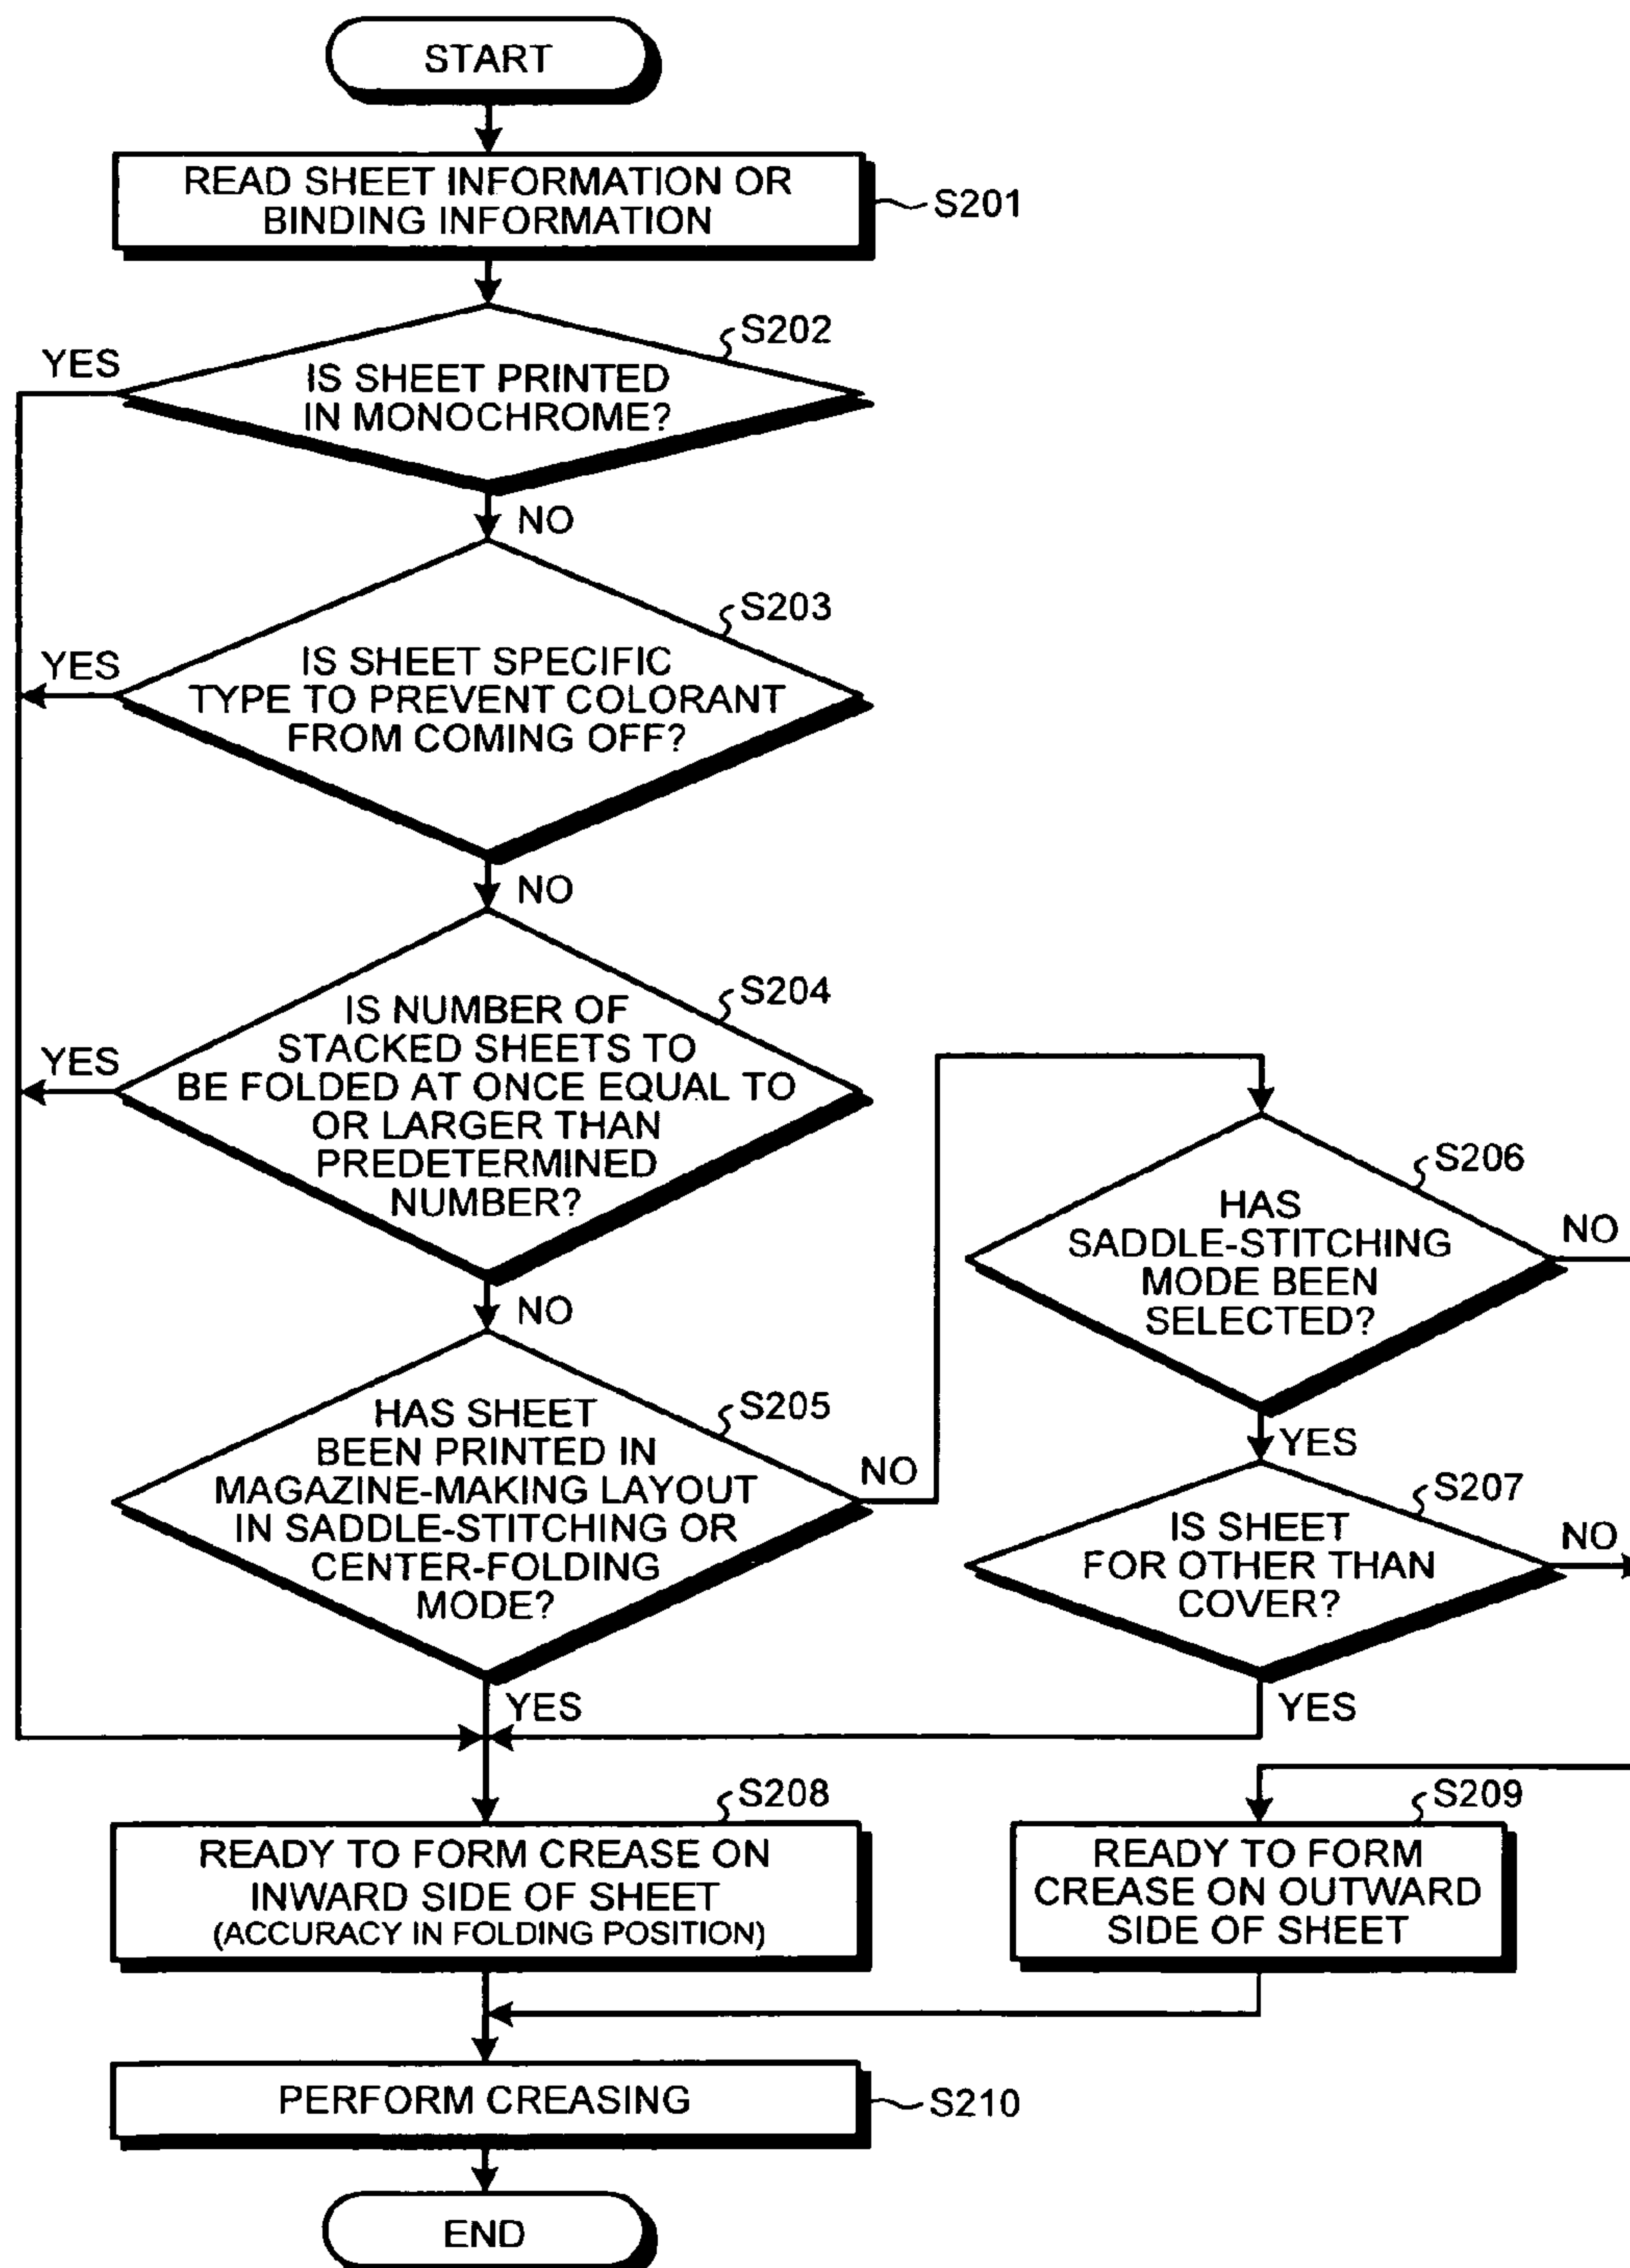 START
READ SHEET INFORMATION OR
BINDING INFORMATION
S201
S202
YES
IS SHEET PRINTED
IN MONOCHROME?
NO
S203
YES
IS SHEET SPECIFIC
TYPE TO PREVENT COLORANT
FROM COMING OFF?
NO
S204
YES
IS NUMBER OF
STACKED SHEETS TO
BE FOLDED AT ONCE EQUAL TO
OR LARGER THAN
PREDETERMINED
NUMBER?
NO
S205
HAS SHEET
BEEN PRINTED IN
MAGAZINE-MAKING LAYOUT
IN SADDLE-STITCHING OR
CENTER-FOLDING
MODE?
NO
YES
S206
HAS
SADDLE-STITCHING
MODE BEEN
SELECTED?
NO
YES
S207
IS SHEET
FOR OTHER THAN
COVER?
NO
YES
S208
READY TO FORM CREASE ON
INWARD SIDE OF SHEET
(ACCURACY IN FOLDING POSITION)
S209
READY TO FORM
CREASE ON OUTWARD
SIDE OF SHEET
PERFORM CREASING
S210
END